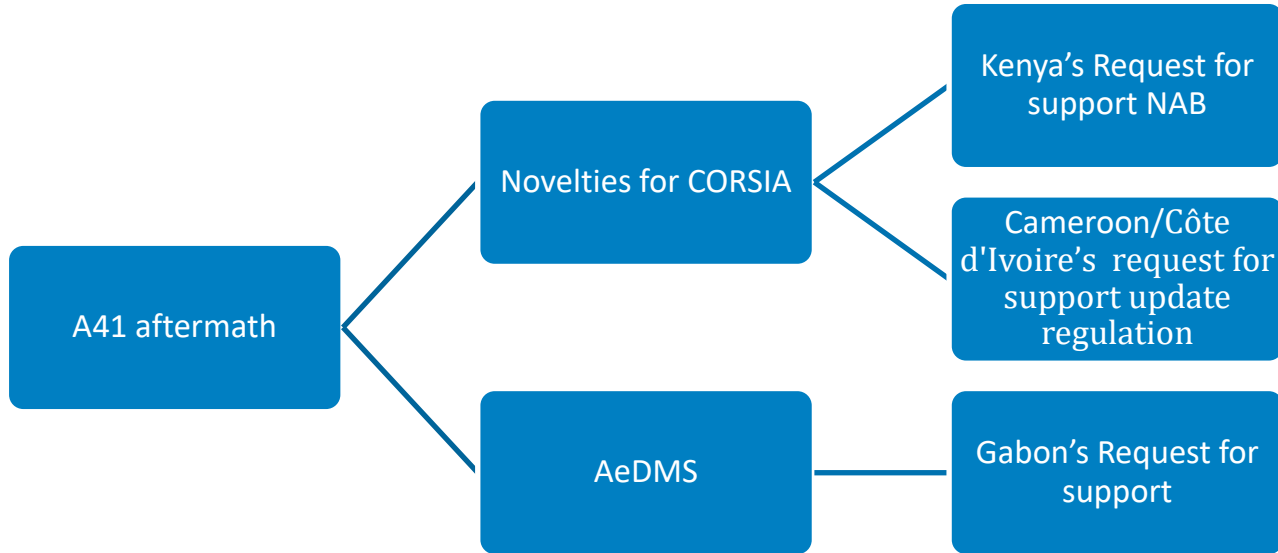 A41 aftermath
Novelties for CORSIA
AeDMS
Kenya’s Request for
support NAB
Cameroon/Côte
d'Ivoire’s  request for
support update
regulation
Gabon’s Request for
support